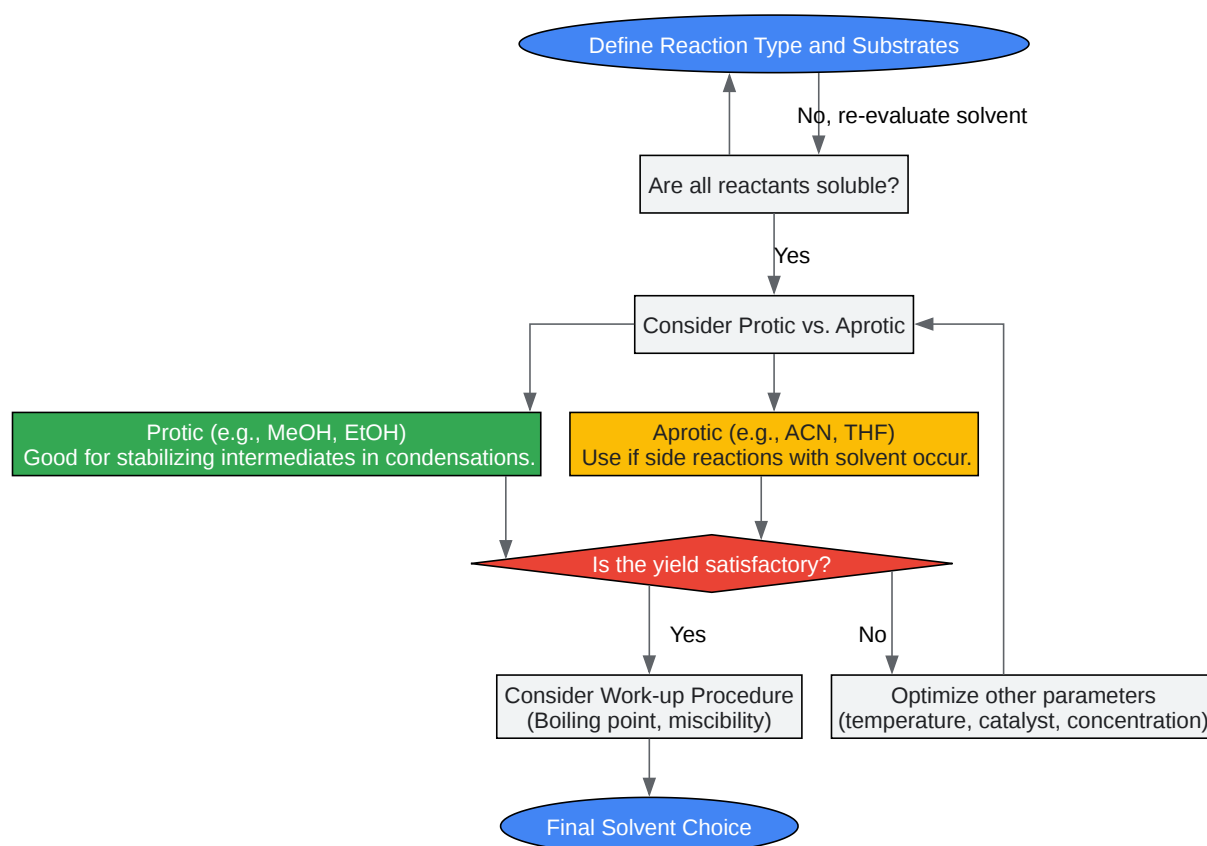 Define Reaction Type and Substrates
No, re-evaluate solvent
Are all reactants soluble?
Yes
Consider Protic vs. Aprotic
Protic (e.g., MeOH, EtOH)
Good for stabilizing intermediates in condensations.
Aprotic (e.g., ACN, THF)
Use if side reactions with solvent occur.
Is the yield satisfactory?
Yes
No
Consider Work-up Procedure
(Boiling point, miscibility)
Optimize other parameters
(temperature, catalyst, concentration)
Final Solvent Choice